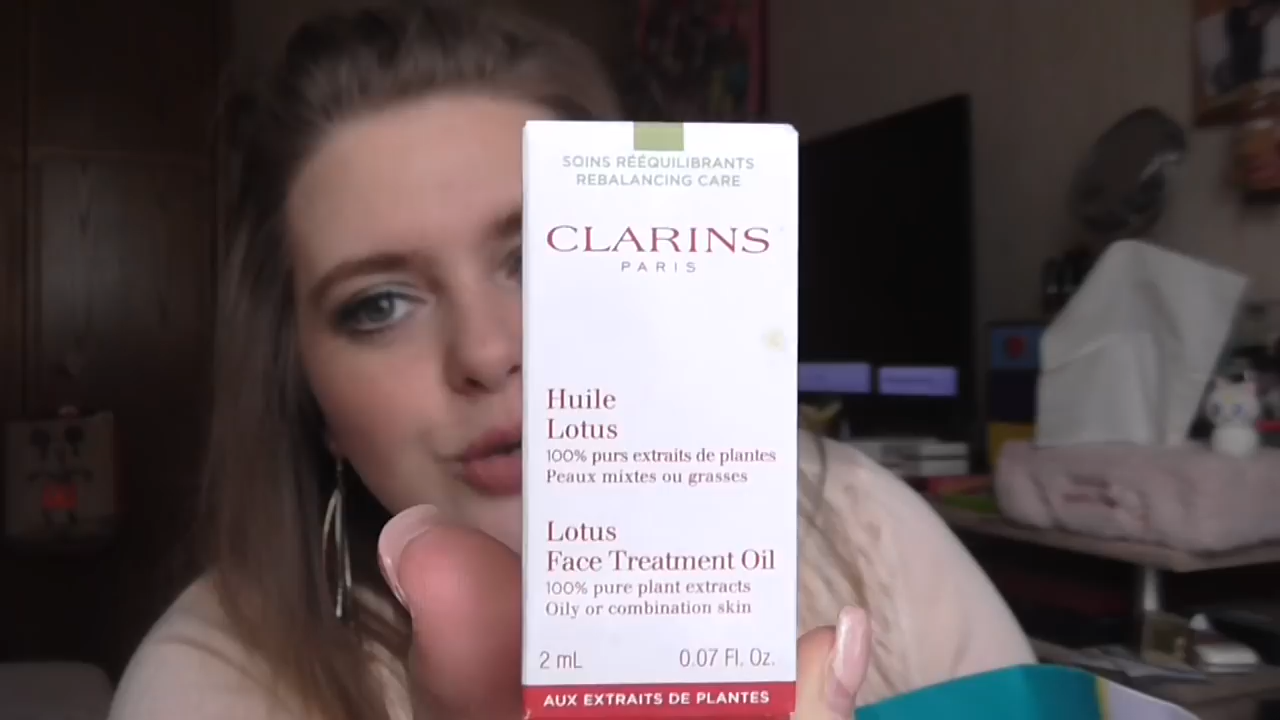 SOINS RÉÉQUILIBRANTS
REBALANCING CARE
CLARINS
PARIS
Huile
Lotus
100% purs extraits de plantes
Peaux mixtes ou grasses
Lotus
Face Treatment Oil
100% pure plant extracts
Oily or combination skin
2 mL 0.07 Fl. Oz.
AUX EXTRAITS DE PLANTES